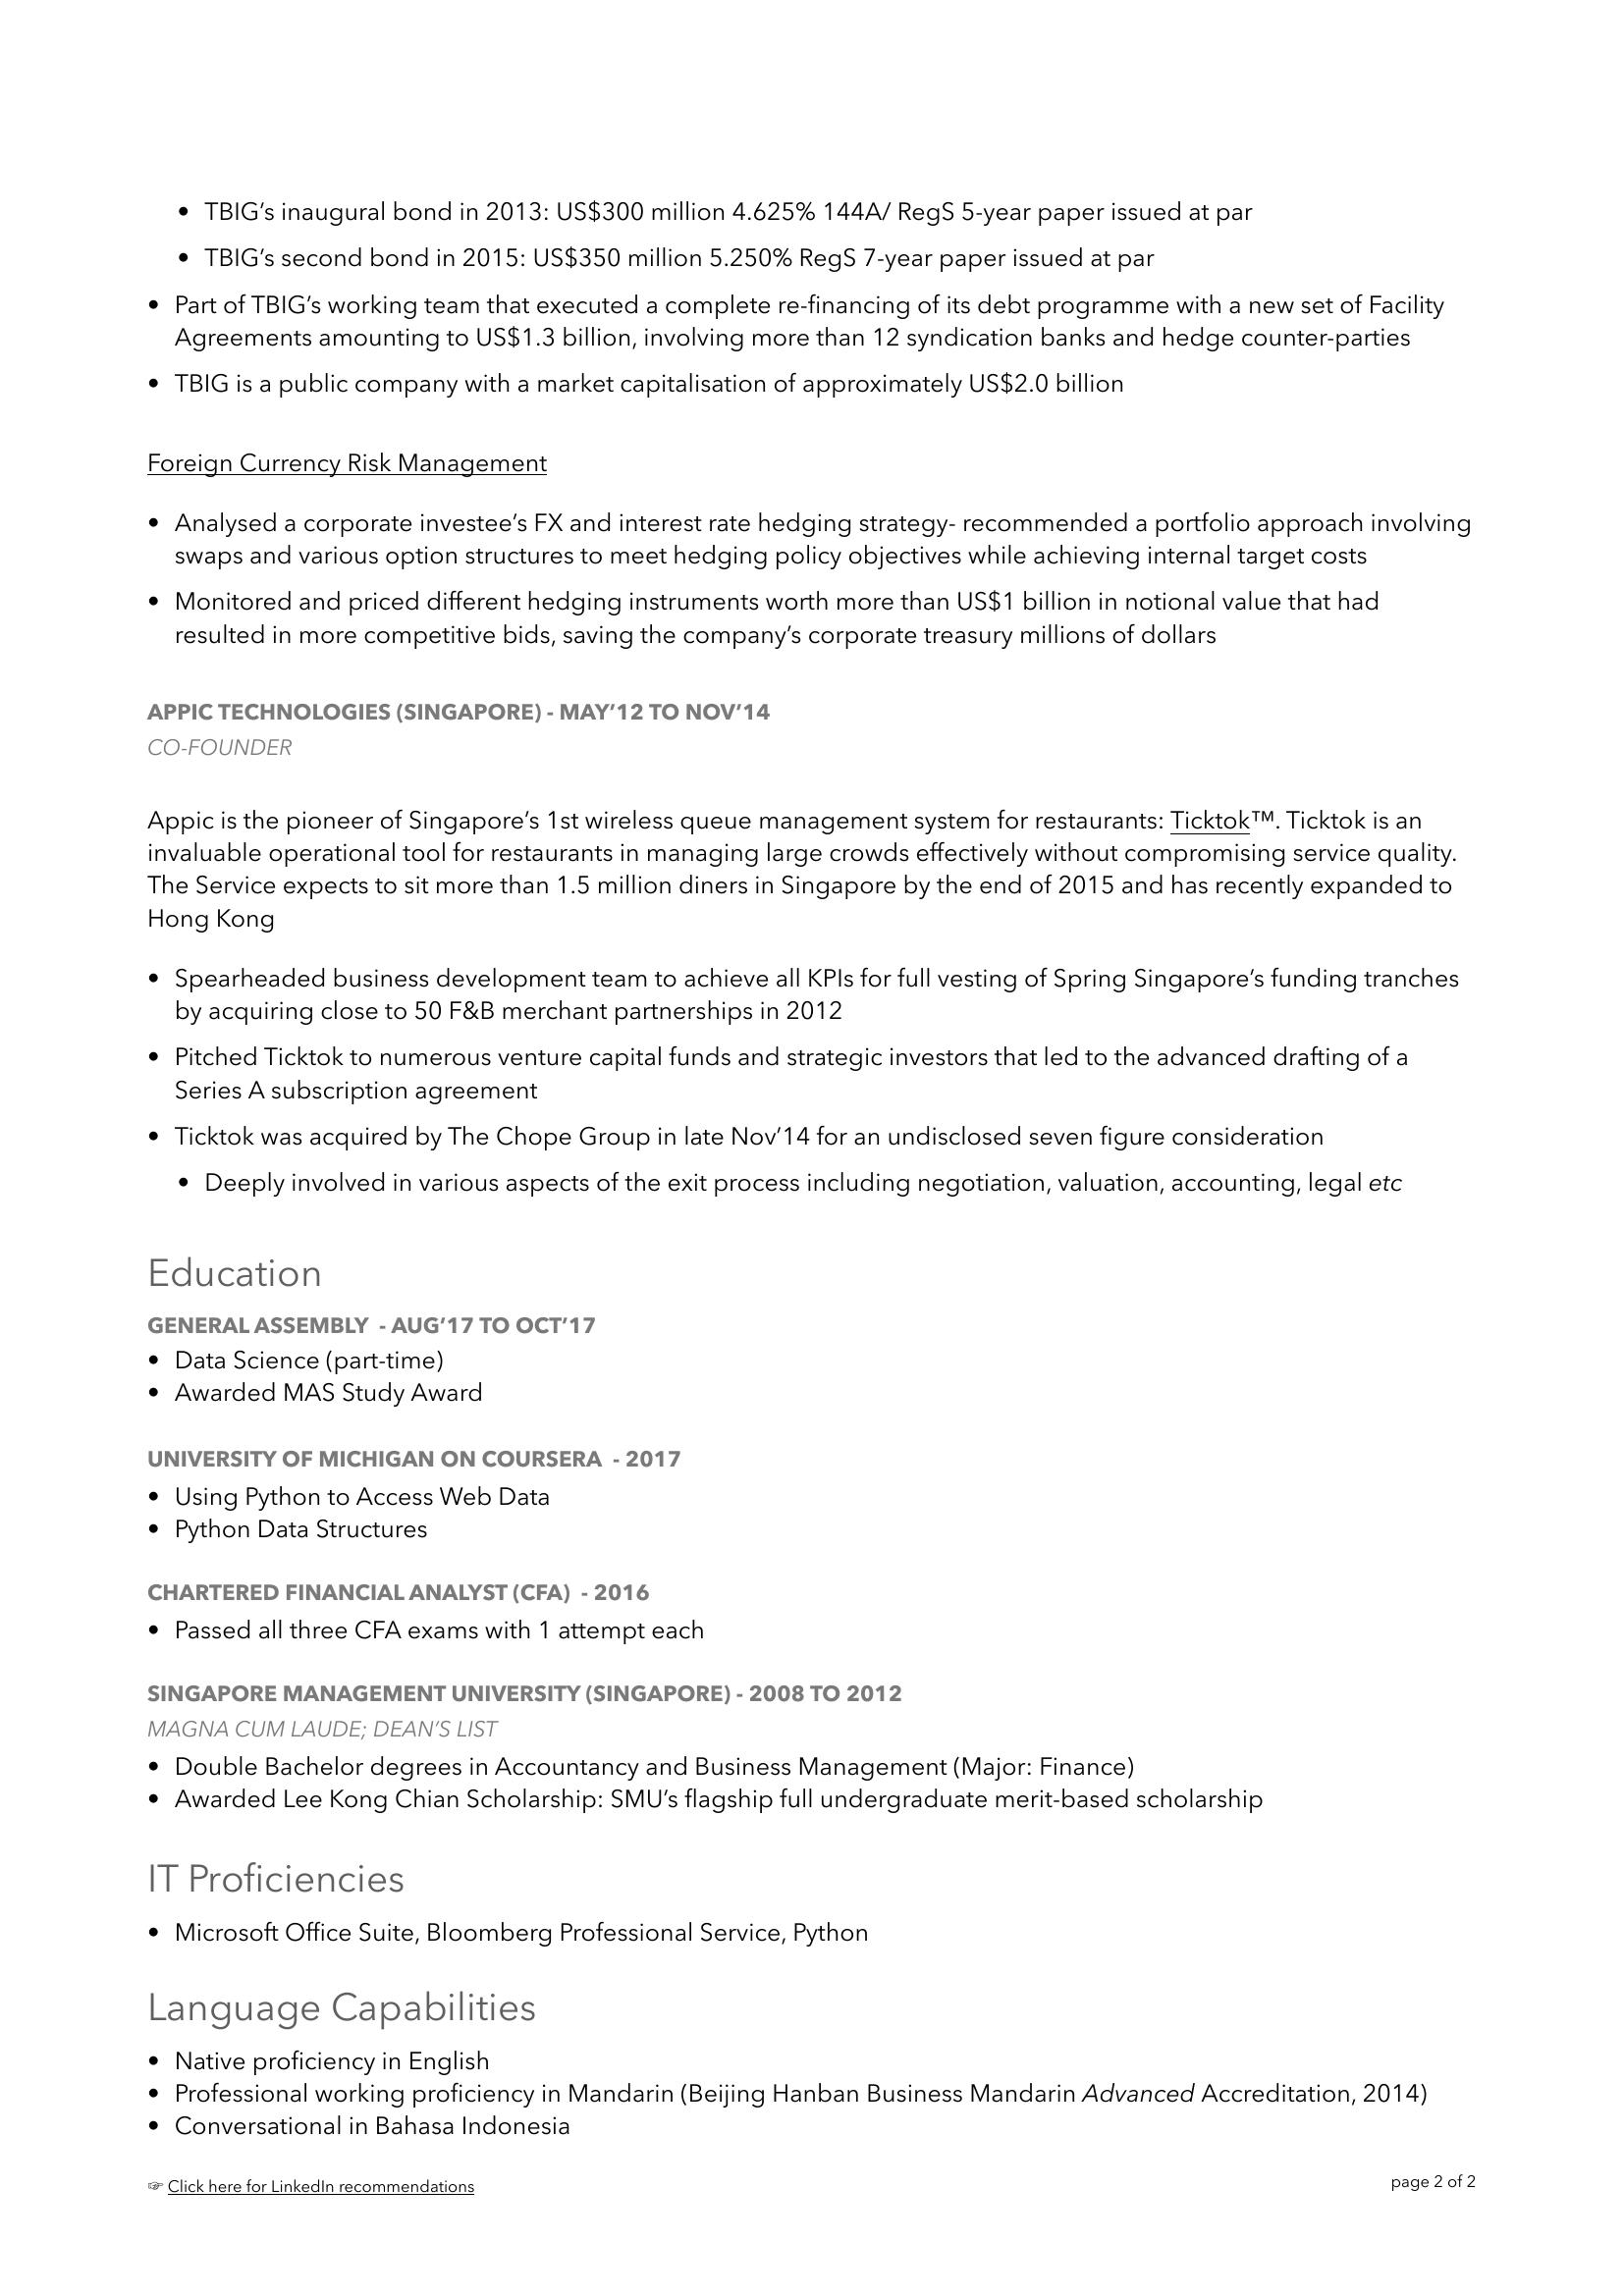 • TBIG’s inaugural bond in 2013: US$300 million 4.625% 144A/ RegS 5-year paper issued at par
• TBIG’s second bond in 2015: US$350 million 5.250% RegS 7-year paper issued at par
• Part of TBIG’s working team that executed a complete re-financing of its debt programme with a new set of Facility
Agreements amounting to US$1.3 billion, involving more than 12 syndication banks and hedge counter-parties
• TBIG is a public company with a market capitalisation of approximately US$2.0 billion
Foreign Currency Risk Management
• Analysed a corporate investee’s FX and interest rate hedging strategy- recommended a portfolio approach involving
swaps and various option structures to meet hedging policy objectives while achieving internal target costs
• Monitored and priced different hedging instruments worth more than US$1 billion in notional value that had
resulted in more competitive bids, saving the company’s corporate treasury millions of dollars
APPIC TECHNOLOGIES (SINGAPORE) - MAY’12 TO NOV’14
CO-FOUNDER
Appic is the pioneer of Singapore’s 1st wireless queue management system for restaurants: Ticktok™. Ticktok is an
invaluable operational tool for restaurants in managing large crowds effectively without compromising service quality.
The Service expects to sit more than 1.5 million diners in Singapore by the end of 2015 and has recently expanded to
Hong Kong
• Spearheaded business development team to achieve all KPIs for full vesting of Spring Singapore’s funding tranches
by acquiring close to 50 F&B merchant partnerships in 2012
• Pitched Ticktok to numerous venture capital funds and strategic investors that led to the advanced drafting of a
Series A subscription agreement
• Ticktok was acquired by The Chope Group in late Nov’14 for an undisclosed seven figure consideration
• Deeply involved in various aspects of the exit process including negotiation, valuation, accounting, legal etc
Education
GENERAL ASSEMBLY - AUG’17 TO OCT’17
• Data Science (part-time)
• Awarded MAS Study Award
UNIVERSITY OF MICHIGAN ON COURSERA - 2017
• Using Python to Access Web Data
• Python Data Structures
CHARTERED FINANCIAL ANALYST (CFA) - 2016
• Passed all three CFA exams with 1 attempt each
SINGAPORE MANAGEMENT UNIVERSITY (SINGAPORE) - 2008 TO 2012
MAGNA CUM LAUDE; DEAN’S LIST
• Double Bachelor degrees in Accountancy and Business Management (Major: Finance)
• Awarded Lee Kong Chian Scholarship: SMU’s flagship full undergraduate merit-based scholarship
IT Proficiencies
• Microsoft Office Suite, Bloomberg Professional Service, Python
Language Capabilities
• Native proficiency in English
• Professional working proficiency in Mandarin (Beijing Hanban Business Mandarin Advanced Accreditation, 2014)
• Conversational in Bahasa Indonesia
☞ Click here for LinkedIn recommendations
page 2 of 2